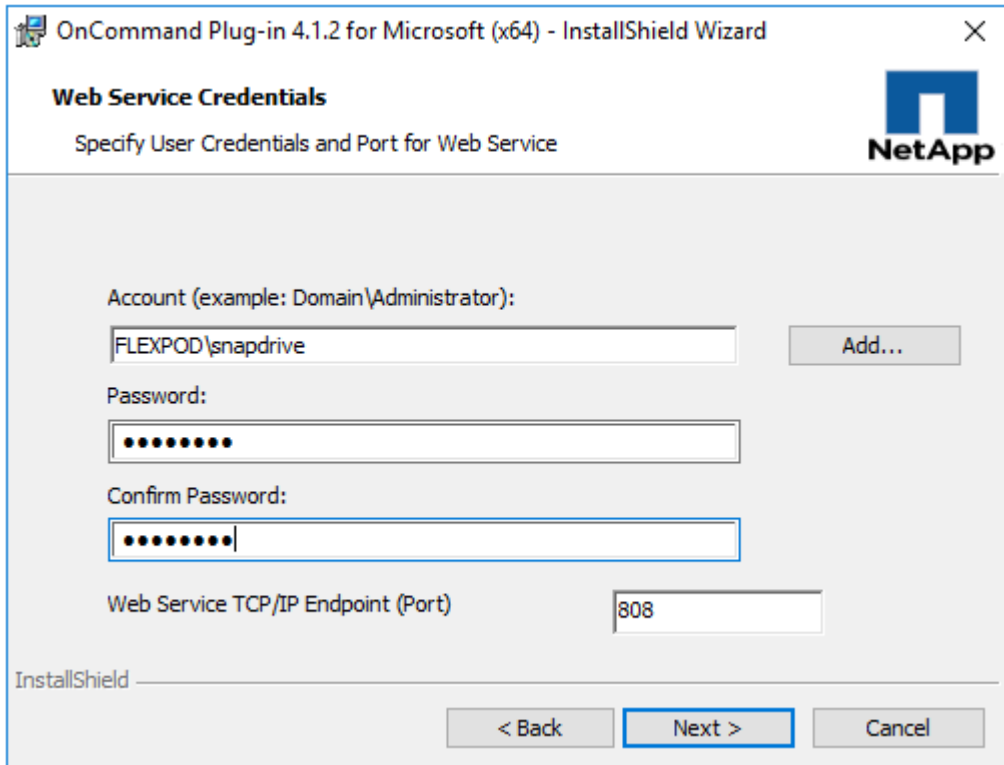 OnCommand Plug-in 4.1.2 for Microsoft (x64) - InstallShield Wizard
Web Service Credentials
Specify User Credentials and Port for Web Service
NetApp
Account (example: Domain\Administrator):
FLEXPOD\snapdrive
Add...
Password:
●●●●●●●●
Confirm Password:
●●●●●●●●
Web Service TCP/IP Endpoint (Port)
808
InstallShield
< Back
Next >
Cancel